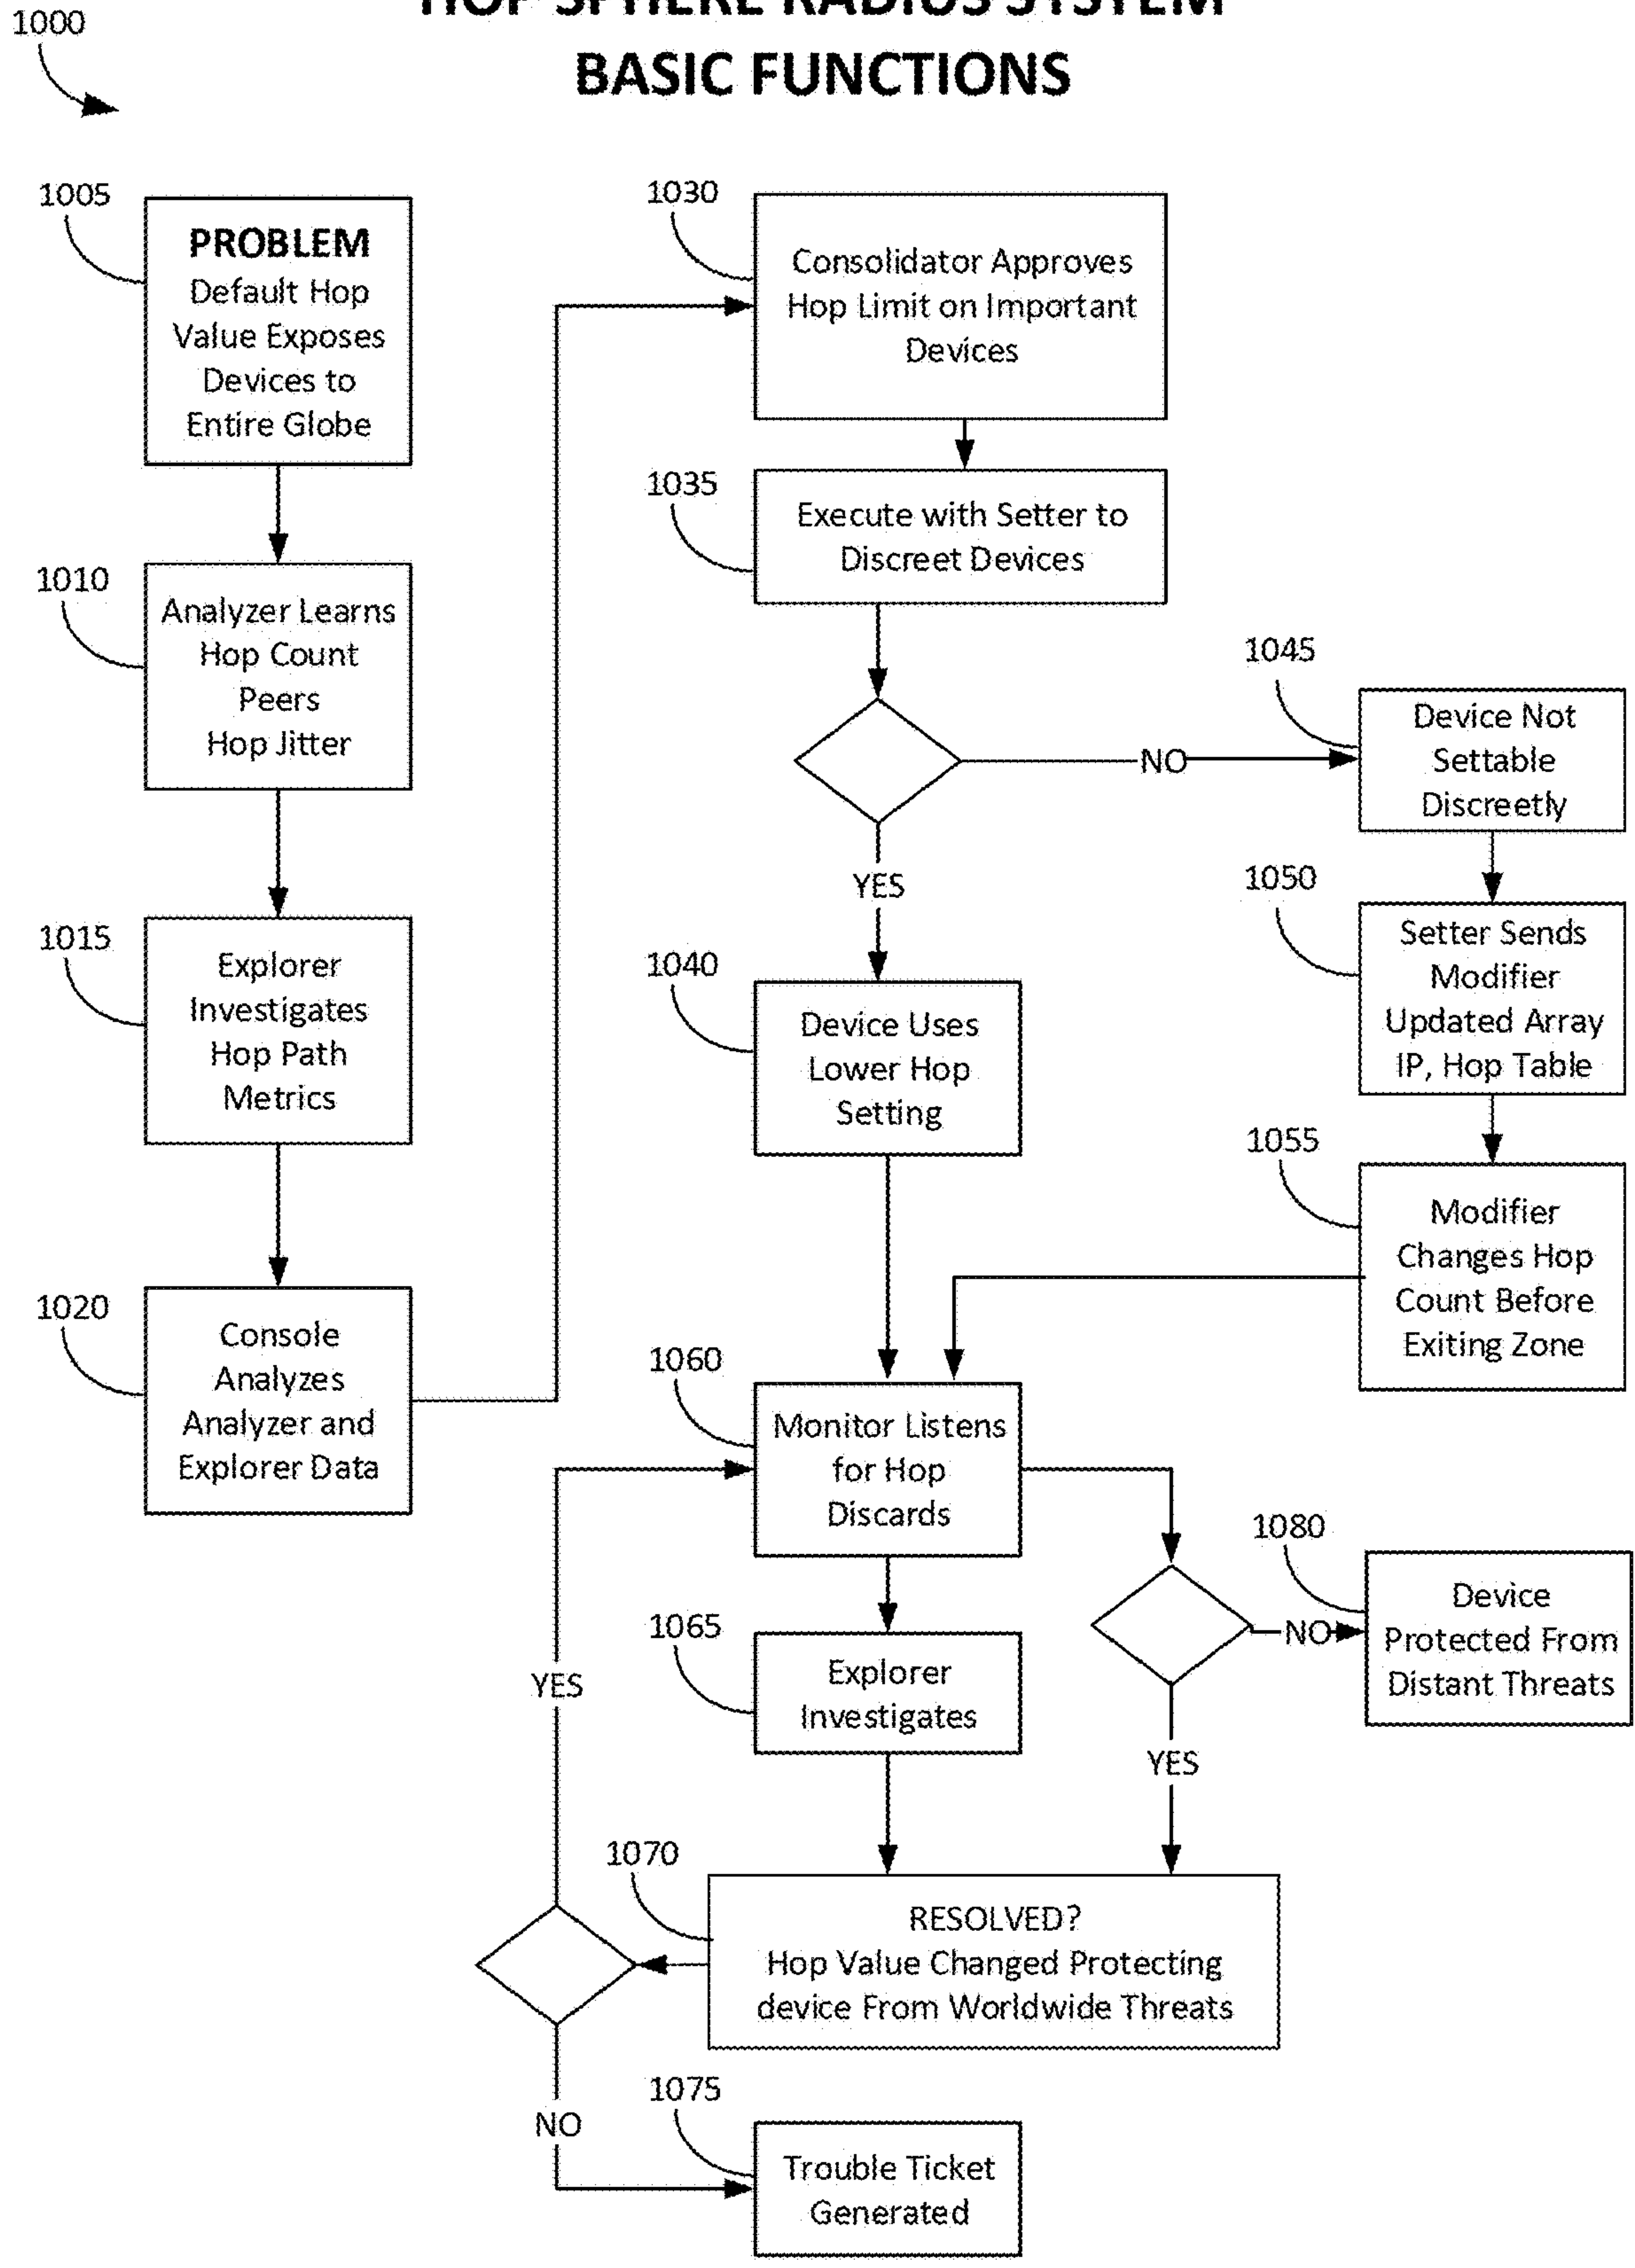 HOP SPHERE RADIUS SYSTEM
BASIC FUNCTIONS
1000
1005
PROBLEM
Default Hop
Value Exposes
Devices to
Entire Globe
1010
Analyzer Learns
Hop Count
Peers
Hop Jitter
1015
Explorer
Investigates
Hop Path
Metrics
1020
Console
Analyzes
Analyzer and
Explorer Data
1030
Consolidator Approves
Hop Limit on Important
Devices
1035
Execute with Setter to
Discreet Devices
NO
YES
1045
Device Not
Settable
Discreetly
1050
Setter Sends
Modifier
Updated Array
IP, Hop Table
1055
Modifier
Changes Hop
Count Before
Exiting Zone
1040
Device Uses
Lower Hop
Setting
1060
Monitor Listens
for Hop
Discards
1065
Explorer
Investigates
NO
1080
Device
Protected From
Distant Threats
YES
YES
1070
RESOLVED?
Hop Value Changed Protecting
device From Worldwide Threats
NO
1075
Trouble Ticket
Generated